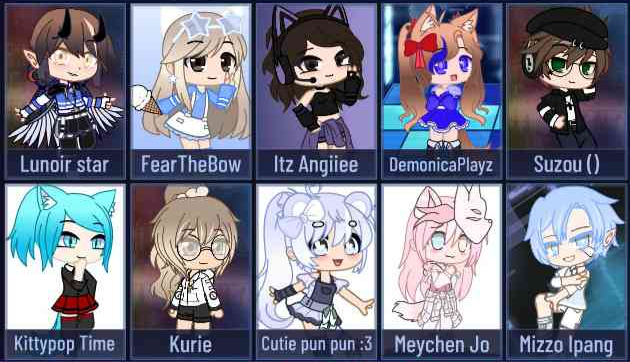 Lunoir star
FearTheBow
Itz Angiiee
DemonicaPlayz
Suzou ()
Kittypop Time
Kurie
Cutie pun pun :3
Meychen Jo
Mizzo Ipang